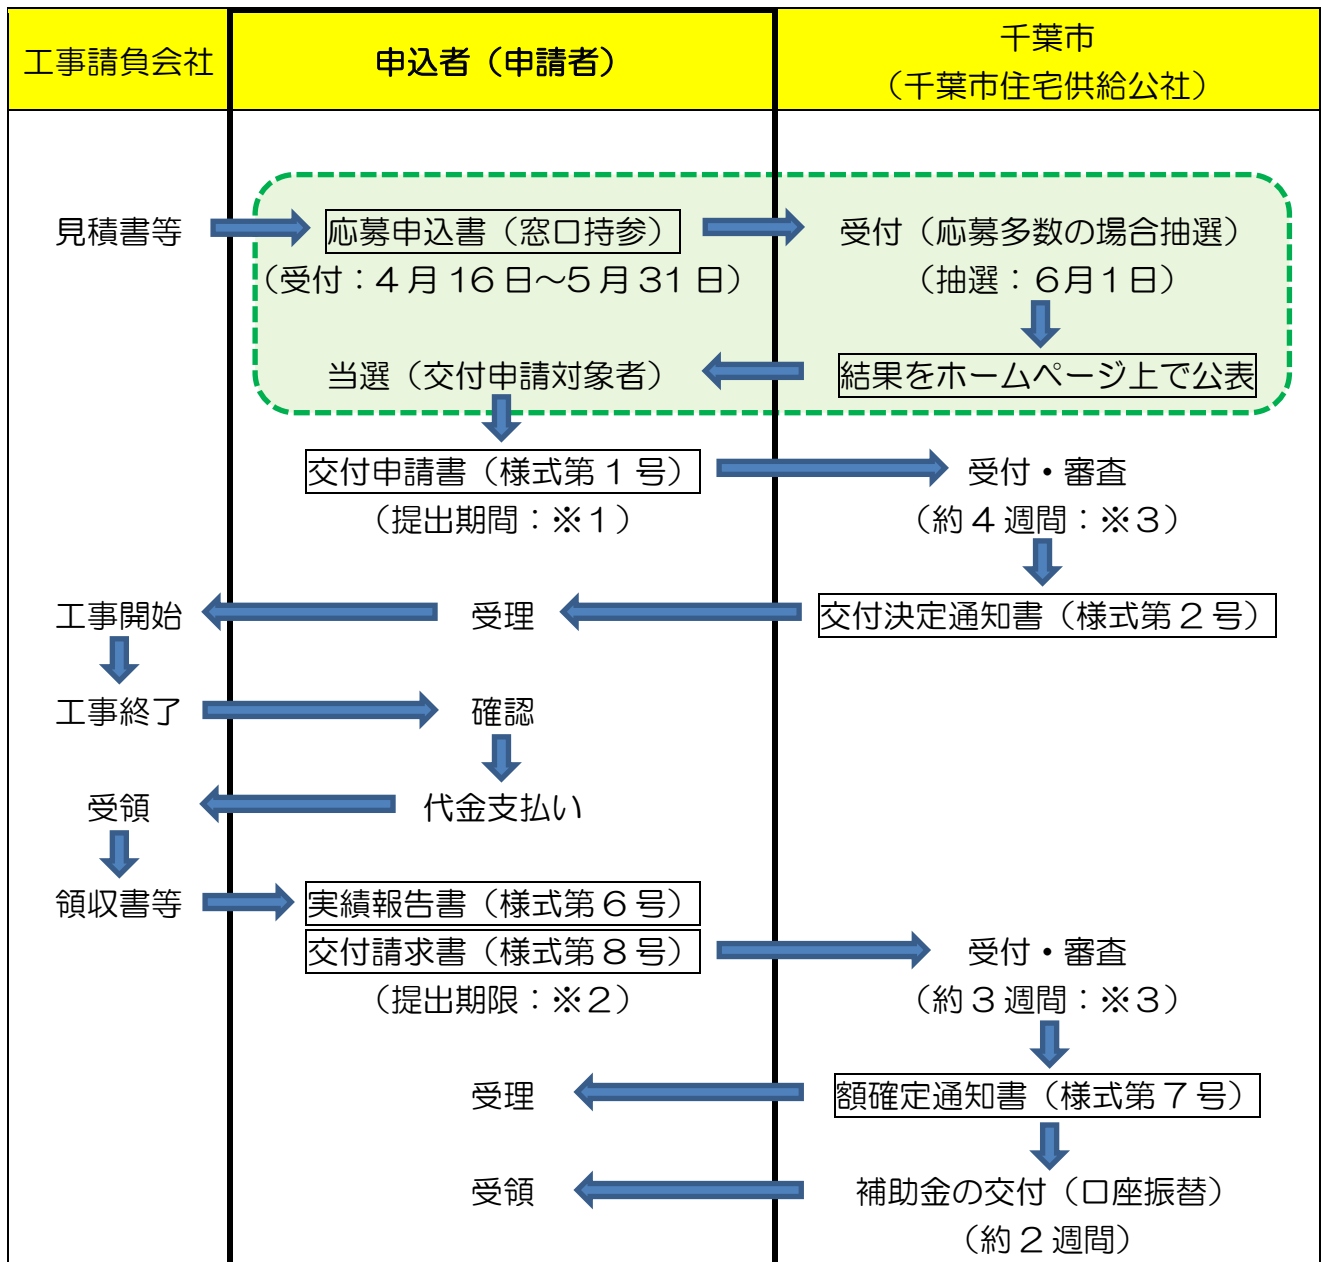 工事請負会社
申込者（申請者）
千葉市
（千葉市住宅供給公社）
見積書等
応募申込書（窓口持参）
受付（応募多数の場合抽選）
（受付：４月16日～５月31日）
（抽選：６月１日）
当選（交付申請対象者）
結果をホームページ上で公表
交付申請書（様式第１号）
受付・審査
（提出期間：※１）
（約４週間：※３）
工事開始
受理
交付決定通知書（様式第２号）
工事終了
確認
受領
代金支払い
領収書等
実績報告書（様式第６号）
交付請求書（様式第８号）
受付・審査
（提出期限：※２）
（約３週間：※３）
受理
額確定通知書（様式第７号）
受領
補助金の交付（口座振替）
（約２週間）